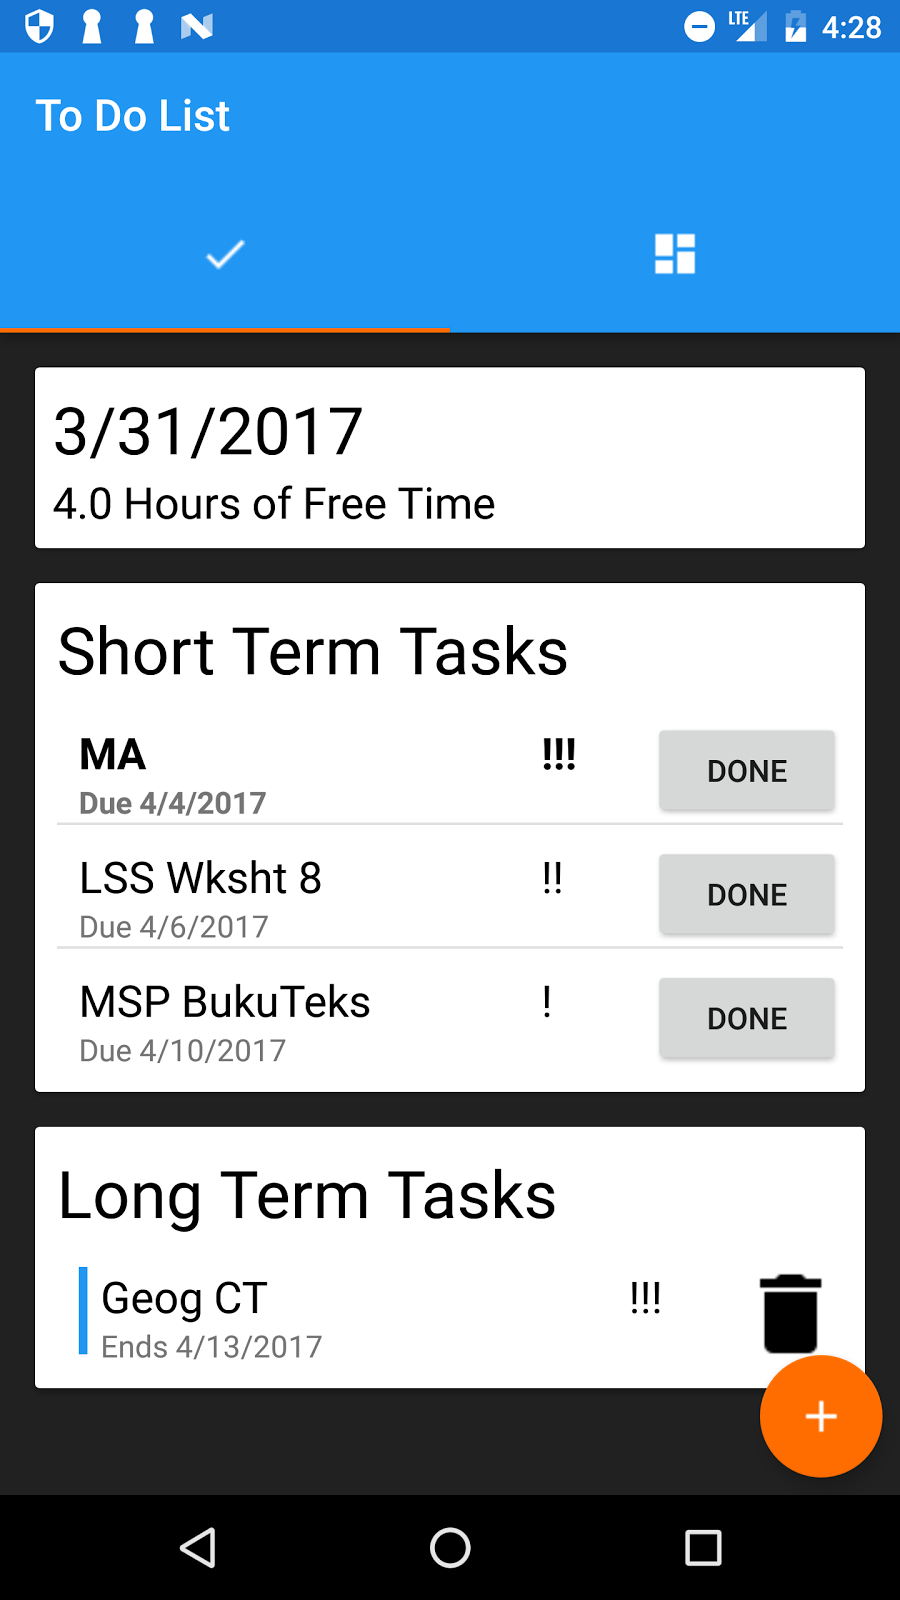 LTE 4:28
To Do List
3/31/2017
4.0 Hours of Free Time
Short Term Tasks
MA !!! DONE
Due 4/4/2017
LSS Wksht 8 !! DONE
Due 4/6/2017
MSP BukuTeks ! DONE
Due 4/10/2017
Long Term Tasks
Geog CT !!!
Ends 4/13/2017